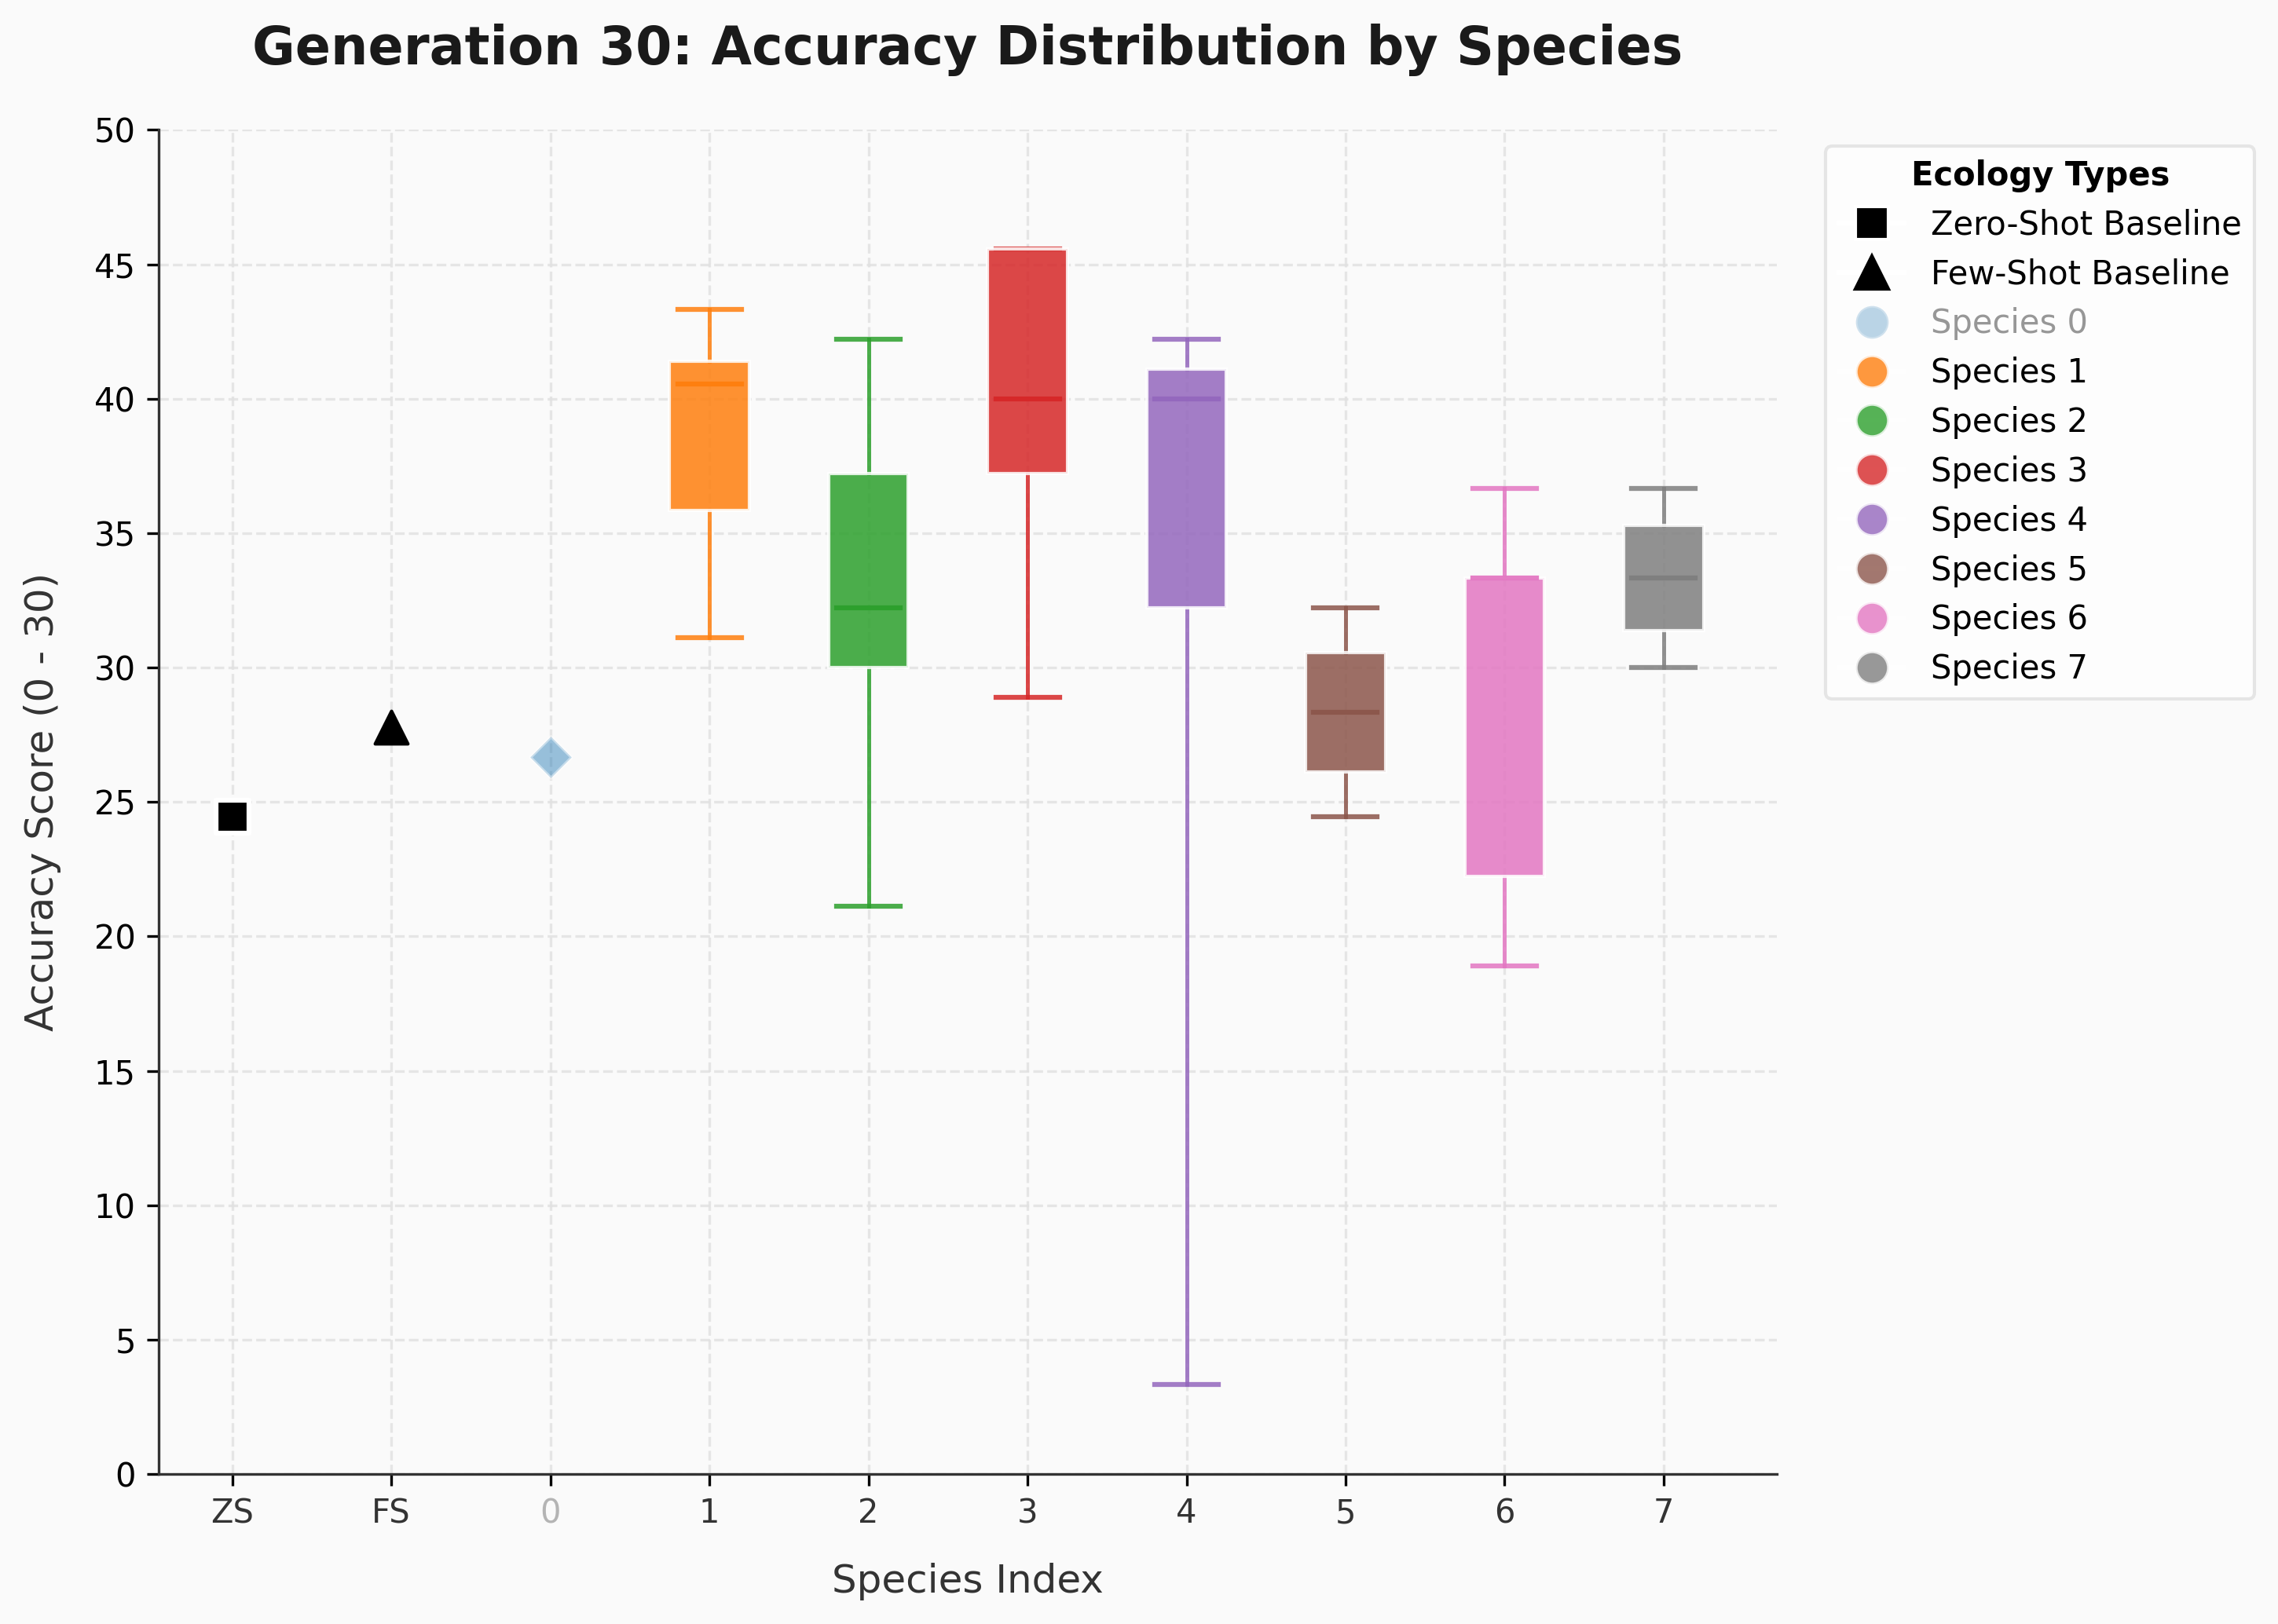 Generation 30: Accuracy Distribution by Species
50
45
40
35
30
25
20
15
10
5
0
Accuracy Score (0 - 30)
ZS FS 0 1 2 3 4 5 6 7
Species Index
Ecology Types
Zero-Shot Baseline
Few-Shot Baseline
Species 0
Species 1
Species 2
Species 3
Species 4
Species 5
Species 6
Species 7